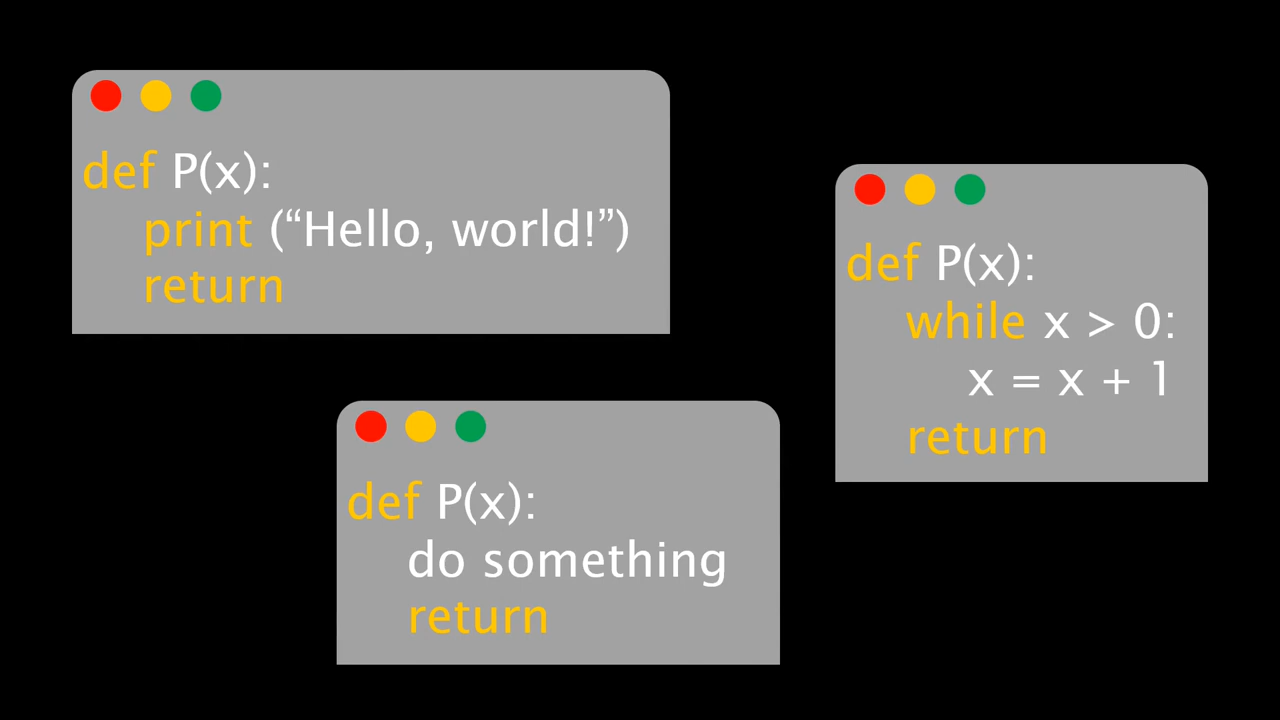 def P(x):
print (“Hello, world!”)
return
def P(x):
while x > 0:
x = x + 1
return
def P(x):
do something
return